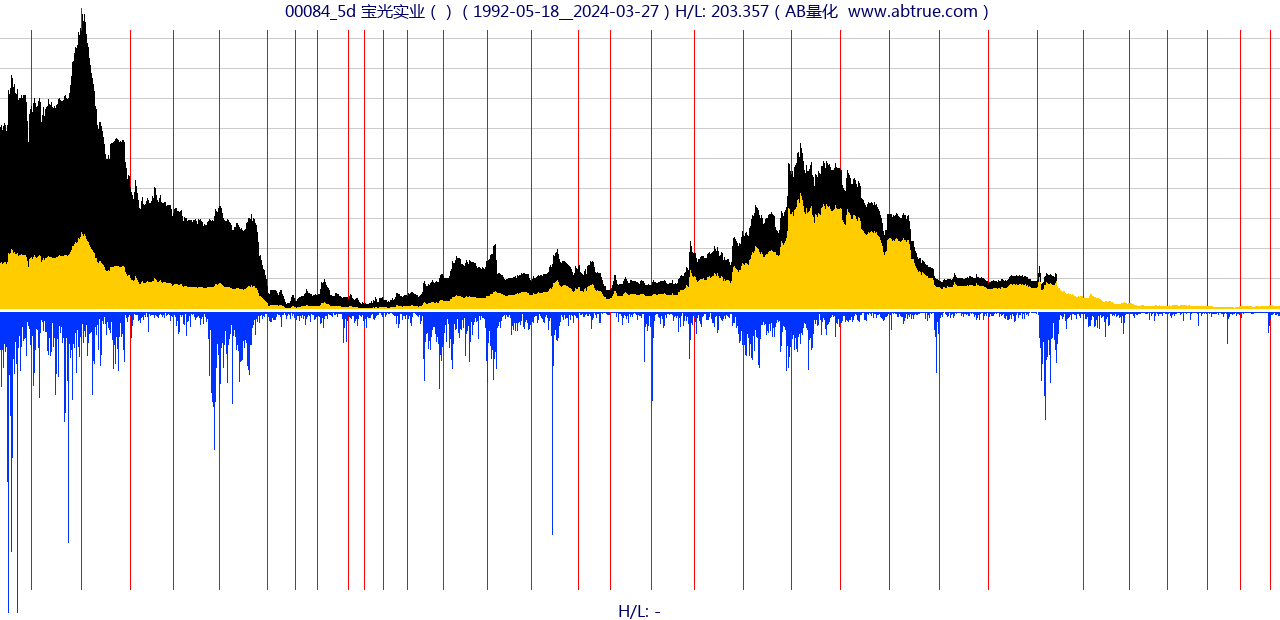 00084_5d 宝光实业 ( ) ( 1992-05-18__2024-03-27 ) H/L: 203.357 ( AB量化 www.abtrue.com )
H/L: -